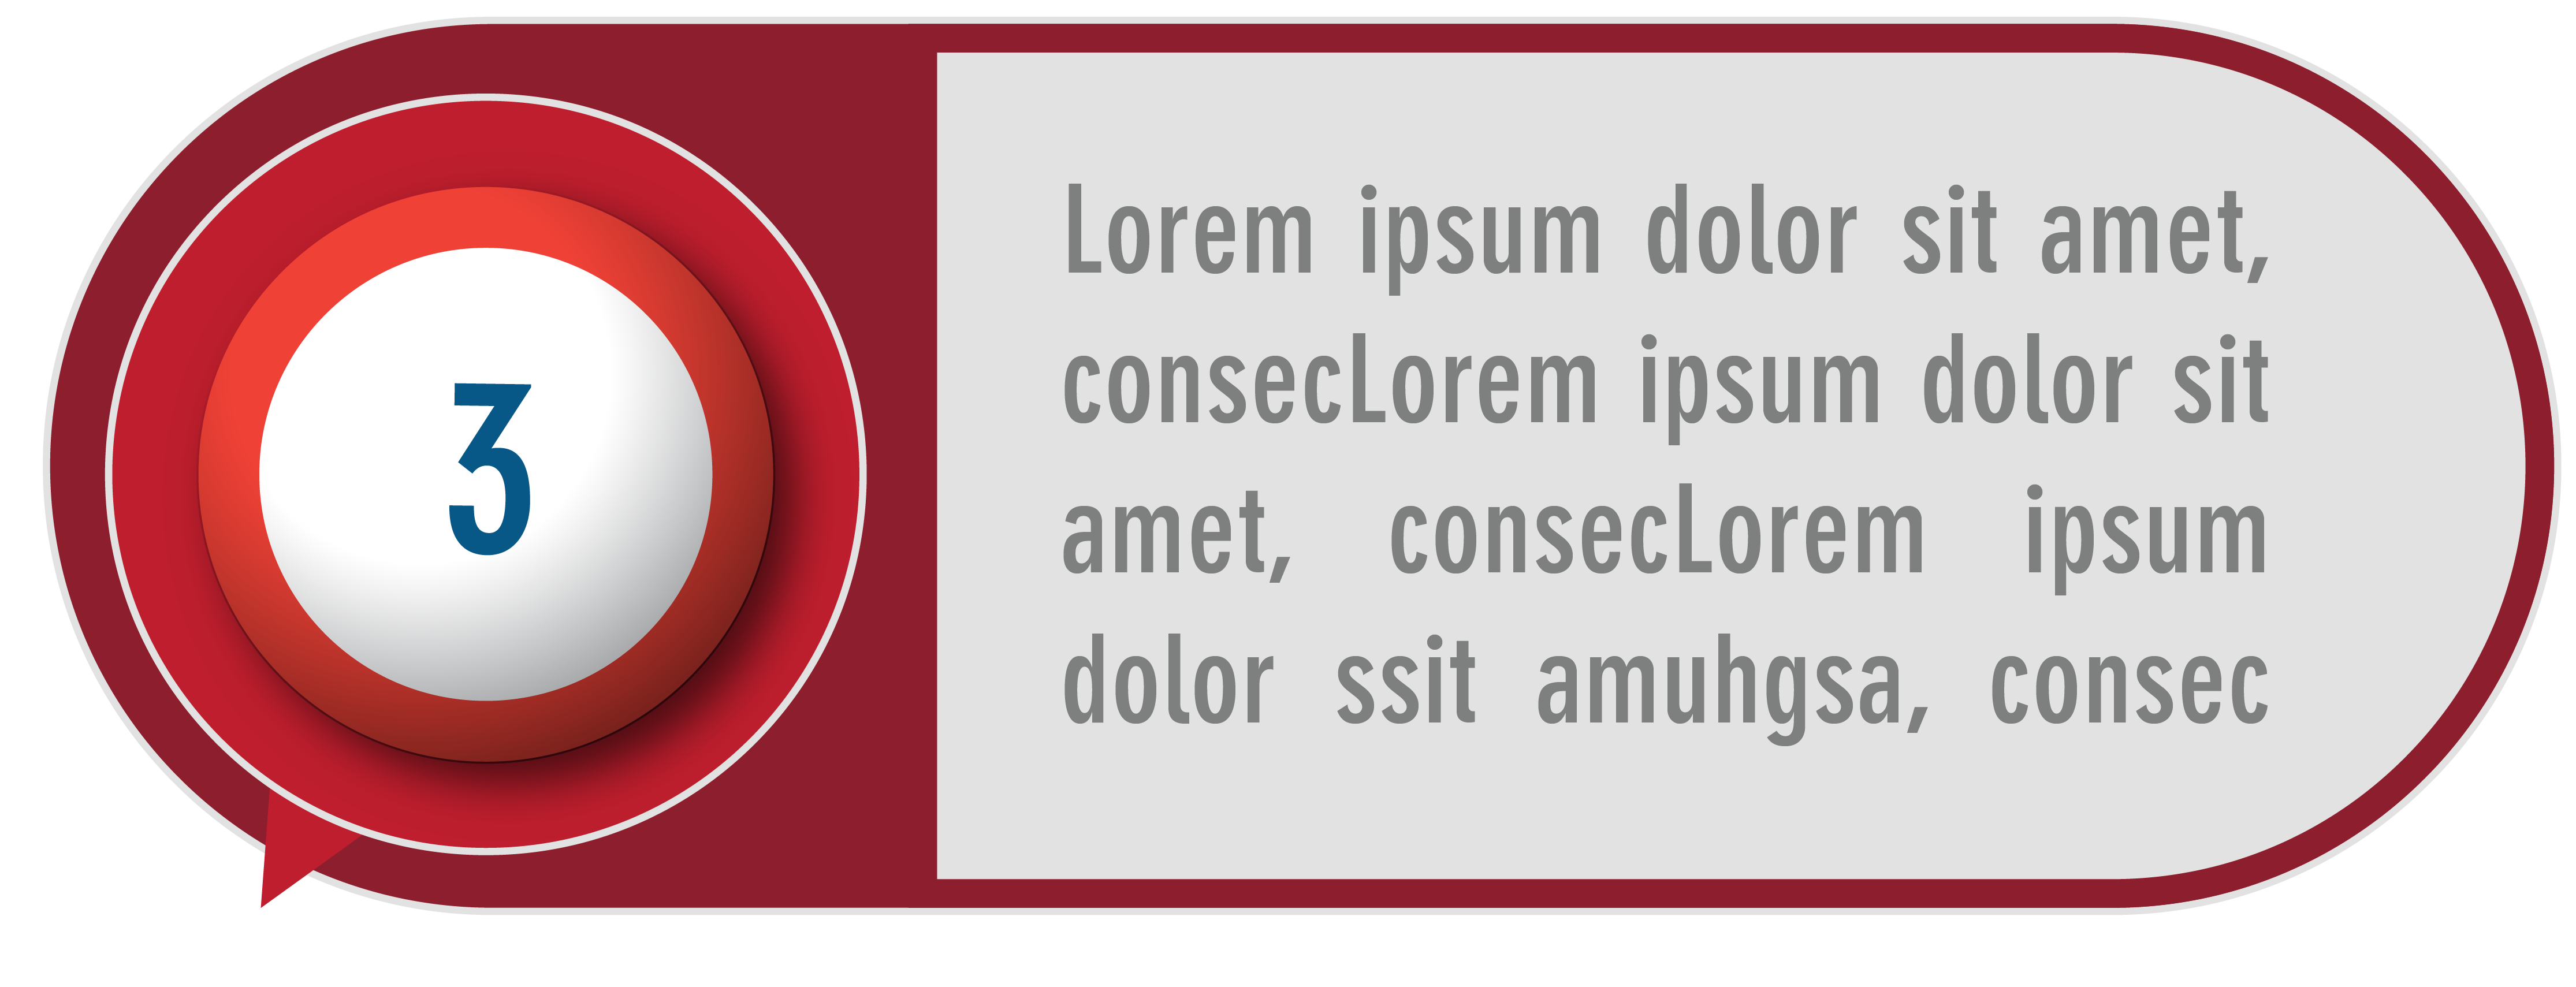 3
Lorem ipsum dolor sit amet,
consecLorem ipsum dolor sit
amet, consecLorem ipsum
dolor ssit amuhgsa, consec